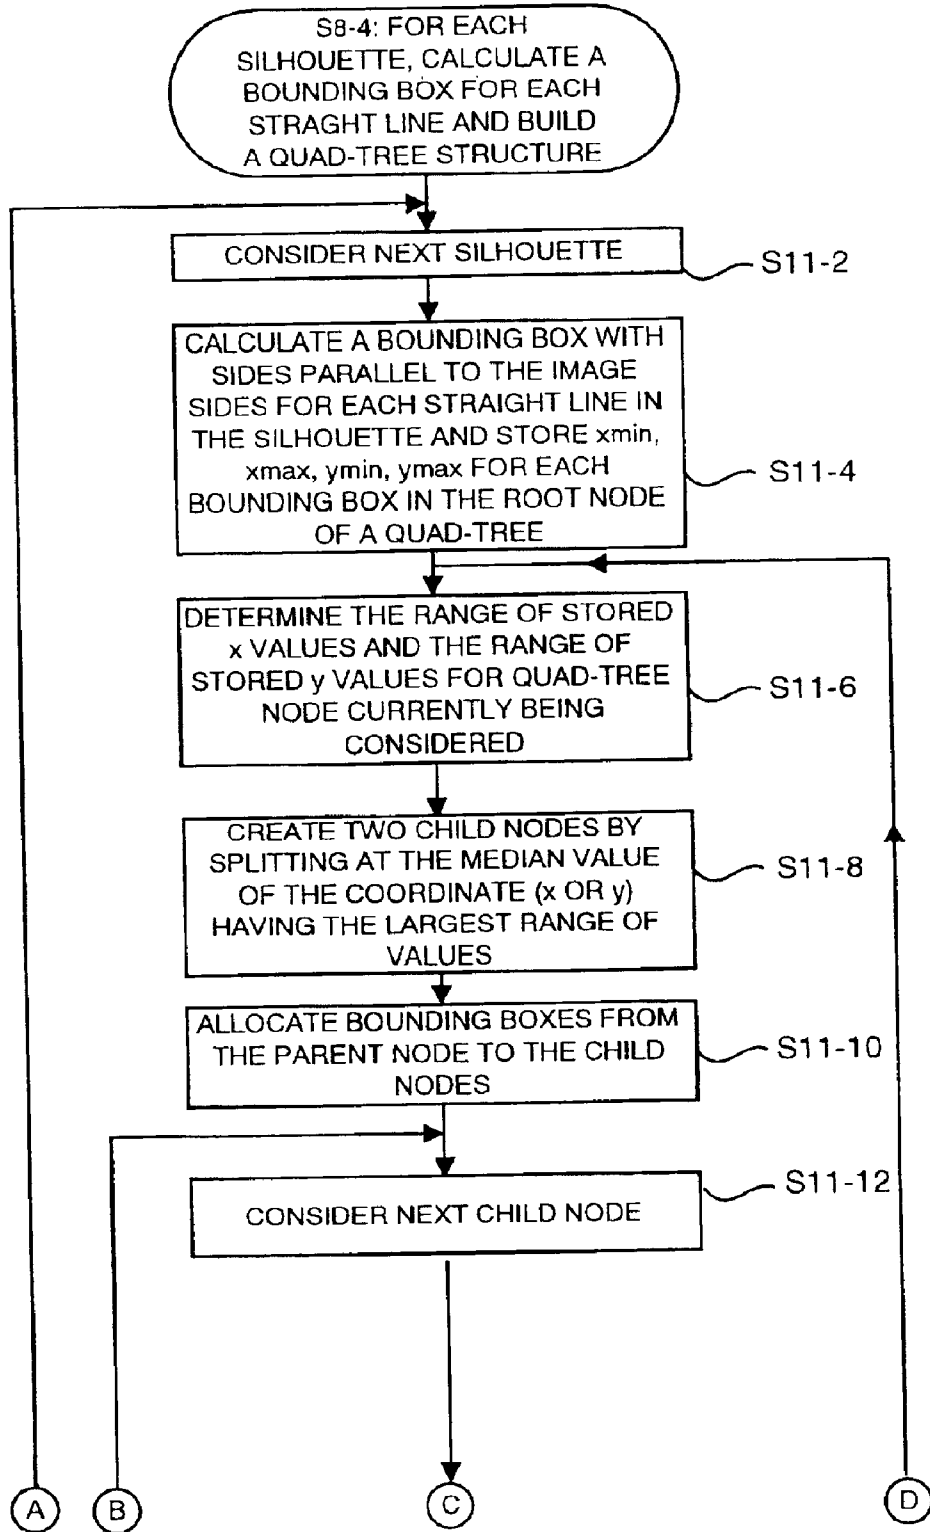 S8-4: FOR EACH
SILHOUETTE, CALCULATE A
BOUNDING BOX FOR EACH
STRAGHT LINE AND BUILD
A QUAD-TREE STRUCTURE
CONSIDER NEXT SILHOUETTE
S11-2
CALCULATE A BOUNDING BOX WITH
SIDES PARALLEL TO THE IMAGE
SIDES FOR EACH STRAIGHT LINE IN
THE SILHOUETTE AND STORE xmin,
xmax, ymin, ymax FOR EACH
BOUNDING BOX IN THE ROOT NODE
OF A QUAD-TREE
S11-4
DETERMINE THE RANGE OF STORED
x VALUES AND THE RANGE OF
STORED y VALUES FOR QUAD-TREE
NODE CURRENTLY BEING
CONSIDERED
S11-6
CREATE TWO CHILD NODES BY
SPLITTING AT THE MEDIAN VALUE
OF THE COORDINATE (x OR y)
HAVING THE LARGEST RANGE OF
VALUES
S11-8
ALLOCATE BOUNDING BOXES FROM
THE PARENT NODE TO THE CHILD
NODES
S11-10
CONSIDER NEXT CHILD NODE
S11-12
A
B
C
D